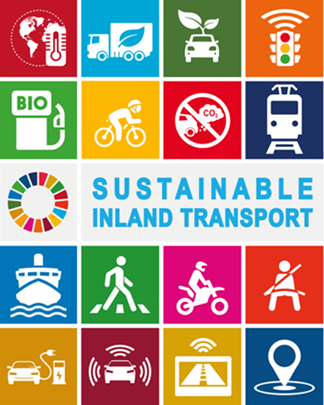 CO₂
BIO
SUSTAINABLE
INLAND TRANSPORT